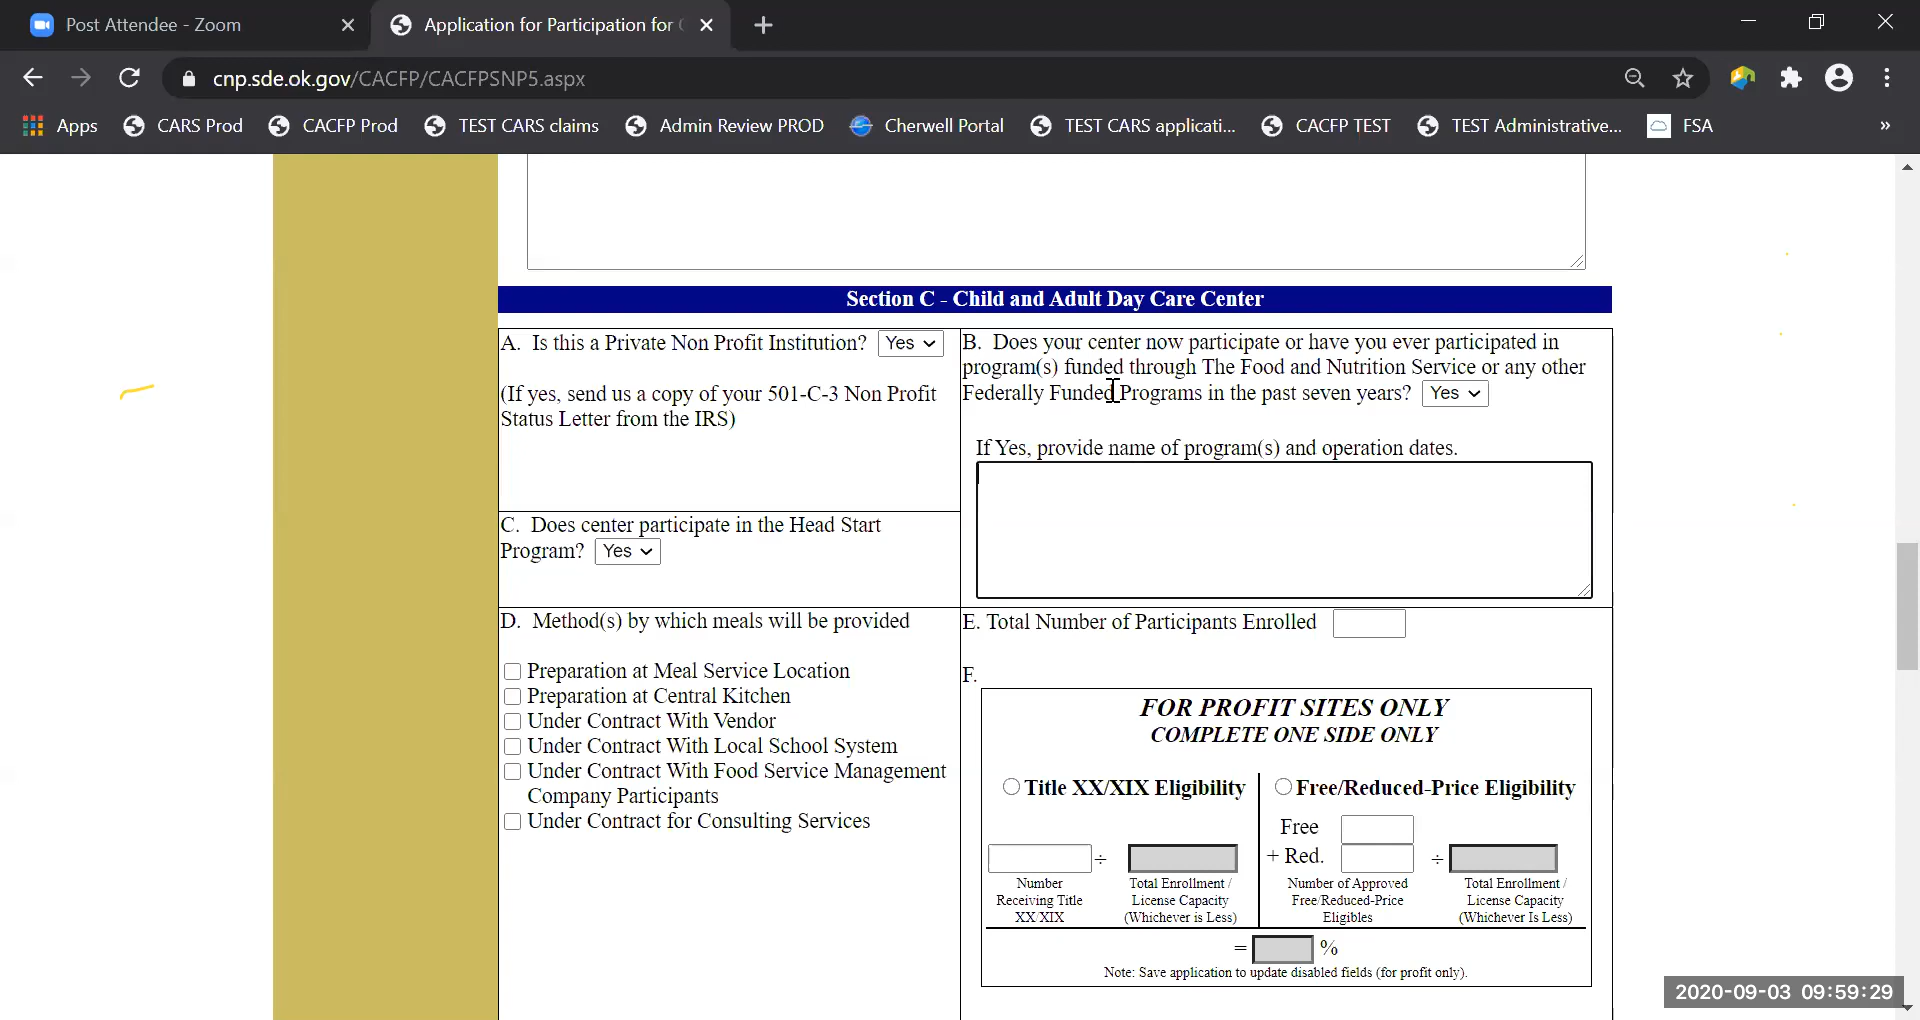 Post Attendee - Zoom
Application for Participation for
cnp.sde.ok.gov/CACFP/CACFPSNP5.aspx
Apps
CARS Prod
CACFP Prod
TEST CARS claims
Admin Review PROD
Cherwell Portal
TEST CARS applicati...
CACFP TEST
TEST Administrative...
FSA
»
Section C - Child and Adult Day Care Center
A. Is this a Private Non Profit Institution? Yes
(If yes, send us a copy of your 501-C-3 Non Profit
Status Letter from the IRS)
B. Does your center now participate or have you ever participated in
program(s) funded through The Food and Nutrition Service or any other
Federally Funded Programs in the past seven years? Yes
If Yes, provide name of program(s) and operation dates.
C. Does center participate in the Head Start
Program? Yes
D. Method(s) by which meals will be provided
Preparation at Meal Service Location
Preparation at Central Kitchen
Under Contract With Vendor
Under Contract With Local School System
Under Contract With Food Service Management
Company Participants
Under Contract for Consulting Services
E. Total Number of Participants Enrolled
F.
FOR PROFIT SITES ONLY
COMPLETE ONE SIDE ONLY
Title XX/XIX Eligibility
÷
Number
Receiving Title
XX/XIX
Total Enrollment /
License Capacity
(Whichever is Less)
Free/Reduced-Price Eligibility
Free
+ Red.
÷
Number of Approved
Free/Reduced-Price
Eligibles
Total Enrollment /
License Capacity
(Whichever Is Less)
= %
Note: Save application to update disabled fields (for profit only).
2020-09-03 09:59:29